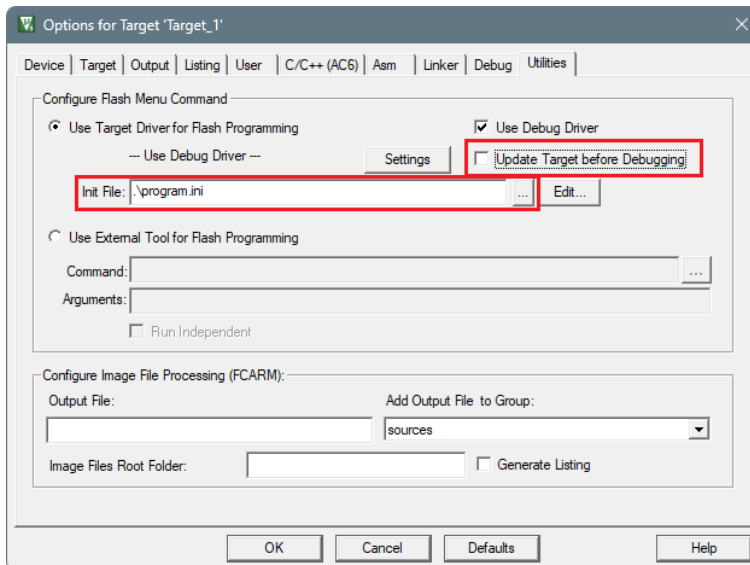 Options for Target 'Target_1'
Device Target Output Listing User C/C++ (AC6) Asm Linker Debug Utilities
Configure Flash Menu Command
Use Target Driver for Flash Programming Use Debug Driver
--- Use Debug Driver --- Settings Update Target before Debugging
Init File: .\program.ini ... Edit...
Use External Tool for Flash Programming
Command: ...
Arguments:
Run Independent
Configure Image File Processing (FCARM):
Output File: Add Output File to Group:
sources
Image Files Root Folder: Generate Listing
OK Cancel Defaults Help